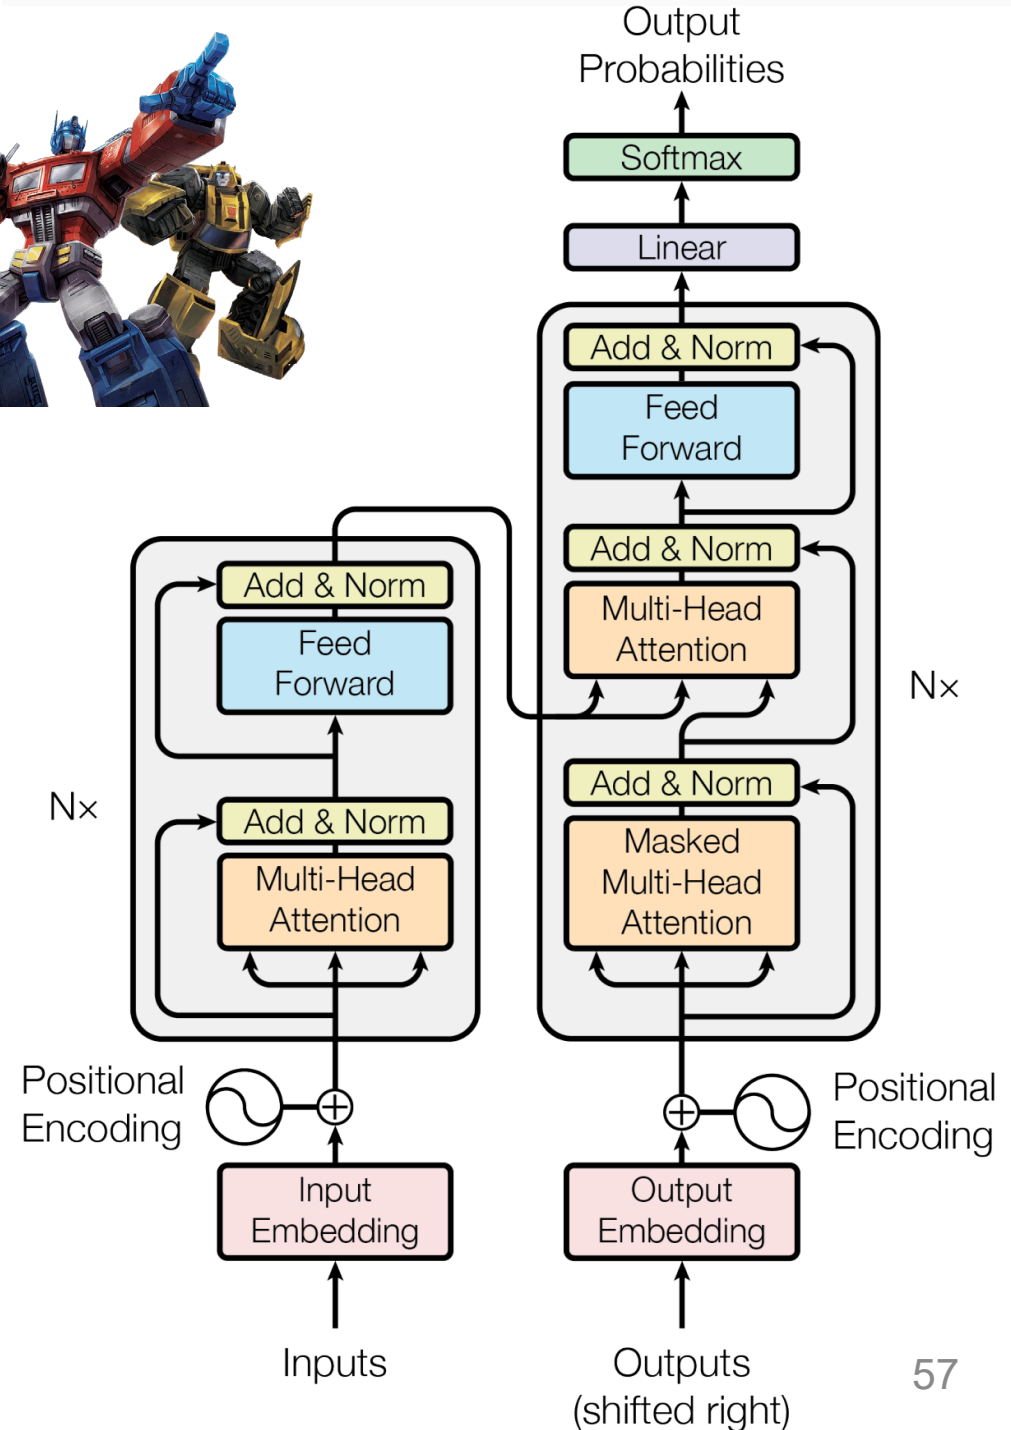 Output
Probabilities
Softmax
Linear
Add & Norm
Feed
Forward
Add & Norm
Multi-Head
Attention
Nx
Add & Norm
Masked
Multi-Head
Attention
Add & Norm
Feed
Forward
Nx
Add & Norm
Multi-Head
Attention
Positional
Encoding
Positional
Encoding
Input
Embedding
Output
Embedding
Inputs
Outputs
(shifted right)
57